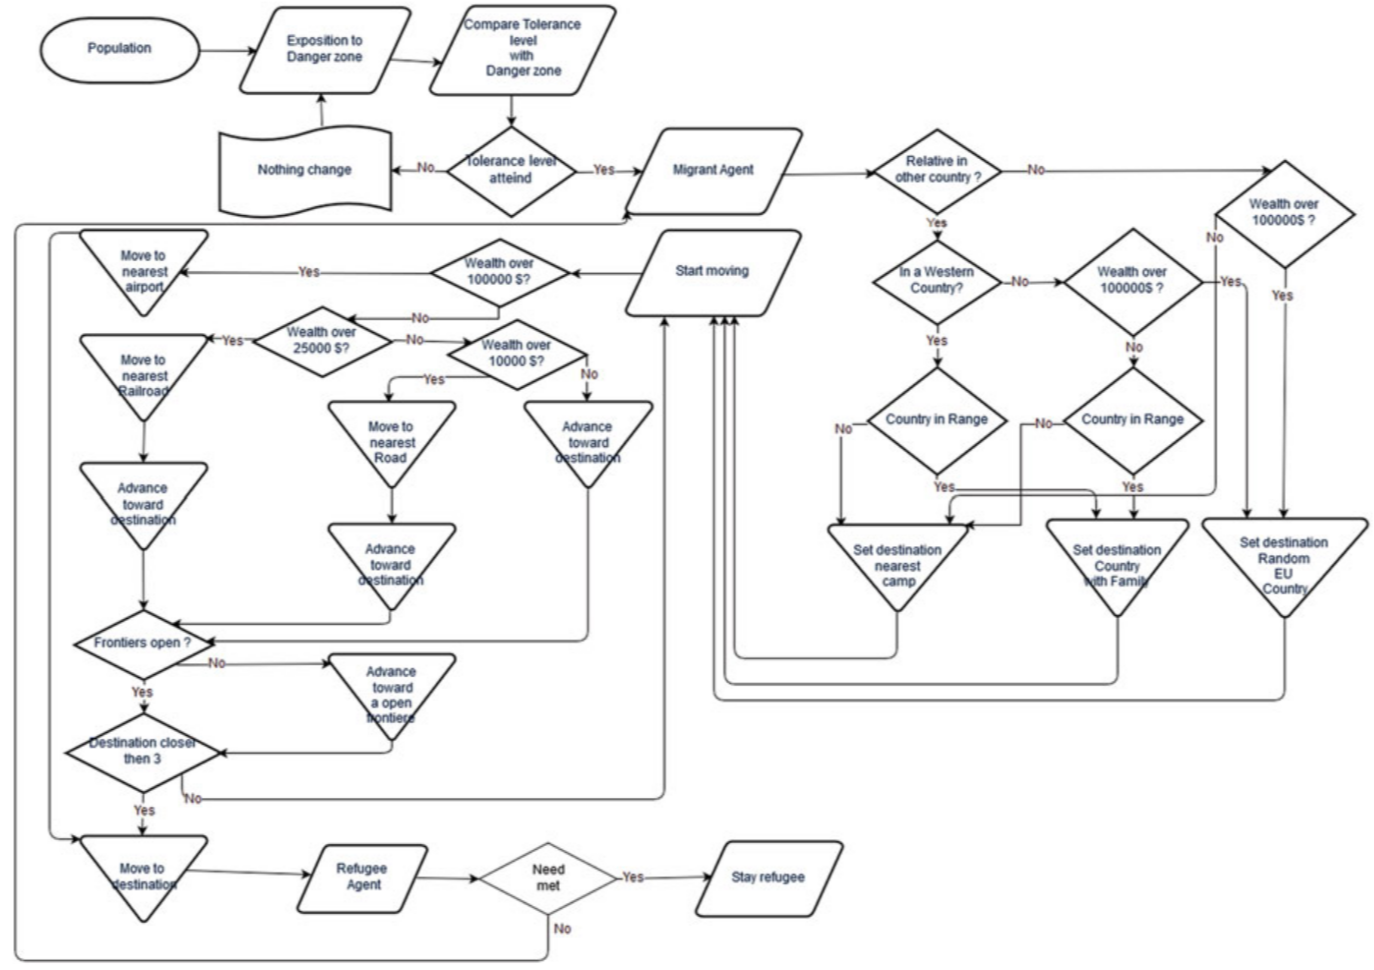 Population
Exposition to
Danger zone
Compare Tolerance
level
with
Danger zone
Nothing change
No
Tolerance level
atteind
Yes
Migrant Agent
Relative in
other country ?
No
Wealth over
100000$ ?
Yes
No
Yes
In a Western
Country?
No
Wealth over
100000$ ?
Yes
Yes
No
Country in Range
No
Country in Range
No
Yes
Yes
Set destination
nearest
camp
Set destination
Country
with Family
Set destination
Random
EU
Country
Start moving
Wealth over
100000 $?
Yes
Move to
nearest
airport
No
Wealth over
25000 $?
Yes
No
Wealth over
10000 $?
Yes
No
Move to
nearest
Railroad
Move to
nearest
Road
Advance
toward
destination
Advance
toward
destination
Advance
toward
destination
Frontiers open ?
No
Yes
Advance
toward
a open
frontiere
Destination closer
then 3
No
Yes
Move to
destination
Refugee
Agent
Need
met
Yes
Stay refugee
No